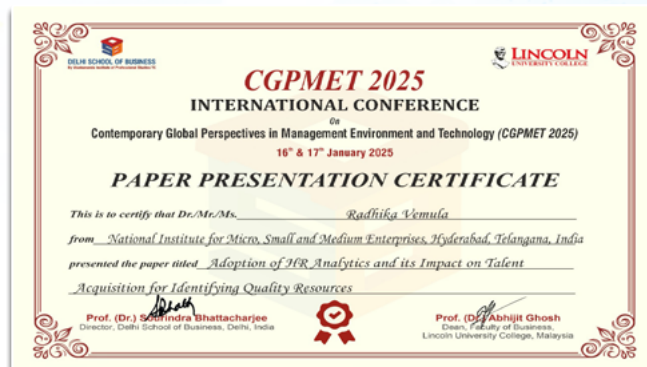 DELHI SCHOOL OF BUSINESS
LINCOLN
UNIVERSITY COLLEGE
CGPMET 2025
INTERNATIONAL CONFERENCE
On
Contemporary Global Perspectives in Management Environment and Technology (CGPMET 2025)
16th & 17th January 2025
PAPER PRESENTATION CERTIFICATE
This is to certify that Dr./Mr./Ms. Radhika Vemula
from National Institute for Micro, Small and Medium Enterprises, Hyderabad, Telangana, India
presented the paper titled Adoption of HR Analytics and its Impact on Talent
Acquisition for Identifying Quality Resources
Prof. (Dr.) Sourindra Bhattacharjee
Director, Delhi School of Business, Delhi, India
Prof. (Dr.) Abhijit Ghosh
Dean, Faculty of Business,
Lincoln University College, Malaysia